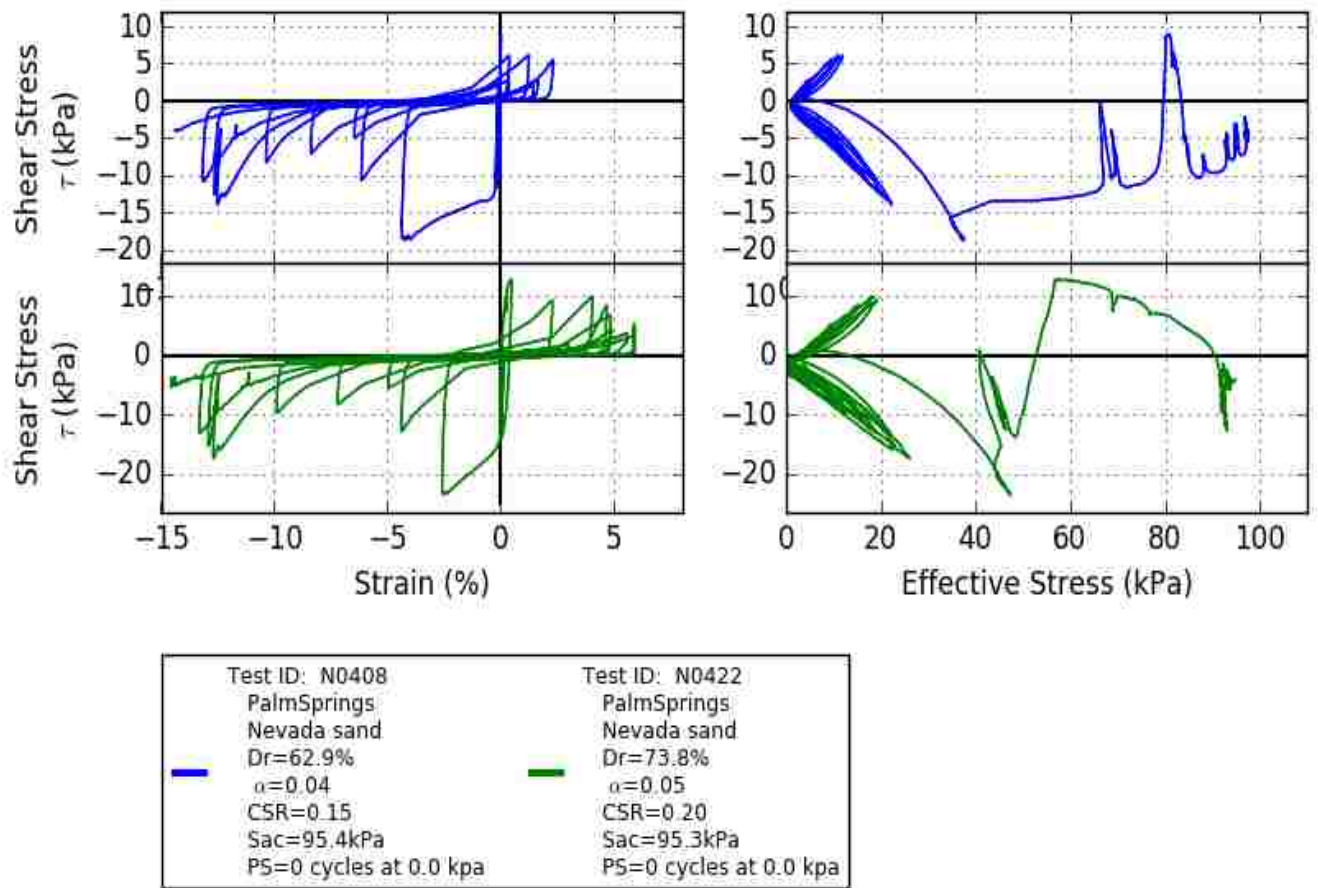 Shear Stress
τ (kPa)
10
5
0
−5
−10
−15
−20
10
5
0
−5
−10
−15
−20
Shear Stress
τ (kPa)
10
0
−10
−20
−15
−10
−5
0
5
Strain (%)
10
0
−10
−20
0
20
40
60
80
100
Effective Stress (kPa)
Test ID: N0408
PalmSprings
Nevada sand
Dr=62.9%
α=0.04
CSR=0.15
Sac=95.4kPa
PS=0 cycles at 0.0 kpa
Test ID: N0422
PalmSprings
Nevada sand
Dr=73.8%
α=0.05
CSR=0.20
Sac=95.3kPa
PS=0 cycles at 0.0 kpa